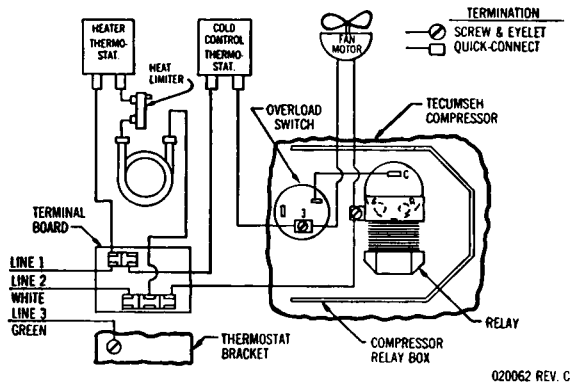 HEATER
THERMO-
STAT.
COLD
CONTROL
THERMO-
STAT.
HEAT
LIMITER
FAN
MOTOR
TERMINATION
SCREW & EYELET
QUICK-CONNECT
OVERLOAD
SWITCH
TECUMSEH
COMPRESSOR
C
S
R
3
1
TERMINAL
BOARD
LINE 1
LINE 2
WHITE
LINE 3
GREEN
THERMOSTAT
BRACKET
COMPRESSOR
RELAY BOX
RELAY
020062 REV. C